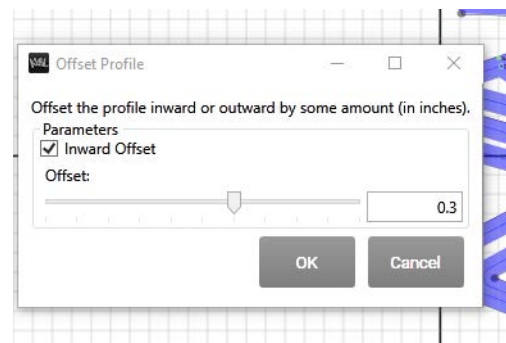 Offset Profile
Offset the profile inward or outward by some amount (in inches).
Parameters
Inward Offset
Offset:
0.3
OK
Cancel